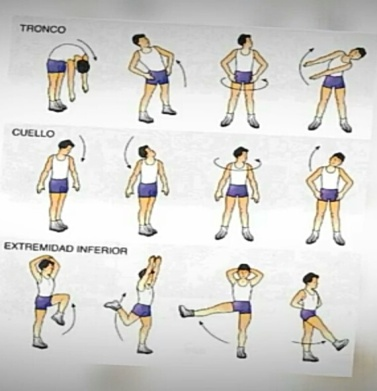 TRONCO
CUELLO
EXTREMIDAD INFERIOR